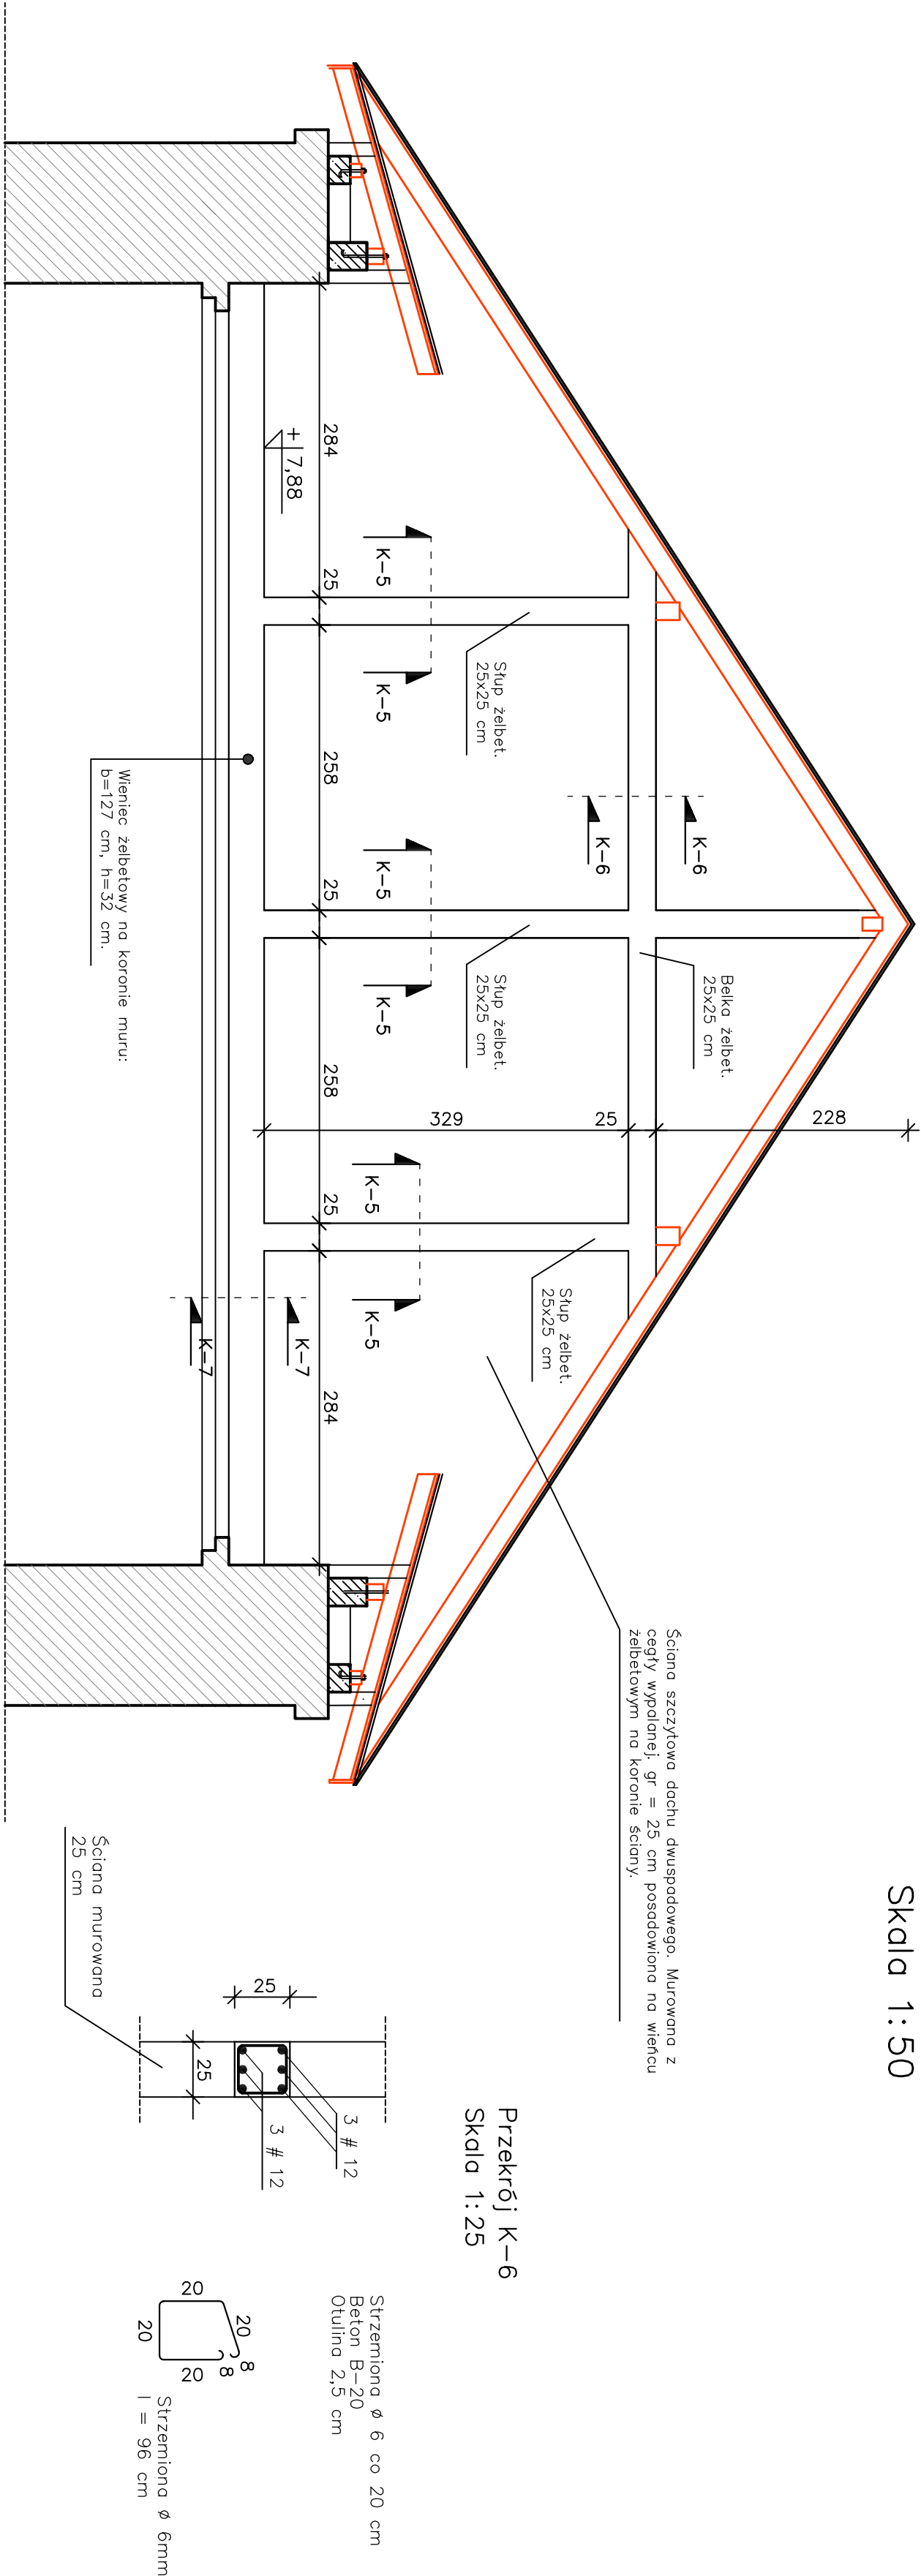 Skala 1:50
Ściana szczytowa dachu dwuspadowego. Murowana z
cegły wypalanej. gr = 25 cm posadowiona na wieńcu
żelbetowym na koronie ściany.
228
25
329
Belka żelbet.
25x25 cm
K-6
K-6
Słup żelbet.
25x25 cm
Słup żelbet.
25x25 cm
Słup żelbet.
25x25 cm
K-5
K-5
K-5
K-5
K-5
K-5
284
25
258
25
258
25
284
+ 7,88
K-7
K-7
Wieniec żelbetowy na koronie muru:
b=127 cm, h=32 cm.
Przekrój K-6
Skala 1:25
3 # 12
3 # 12
25
25
Ściana murowana
25 cm
Strzemiona ø 6 co 20 cm
Beton B-20
Otulina 2,5 cm
20
20
8
8
20
20
Strzemiona ø 6mm
l = 96 cm